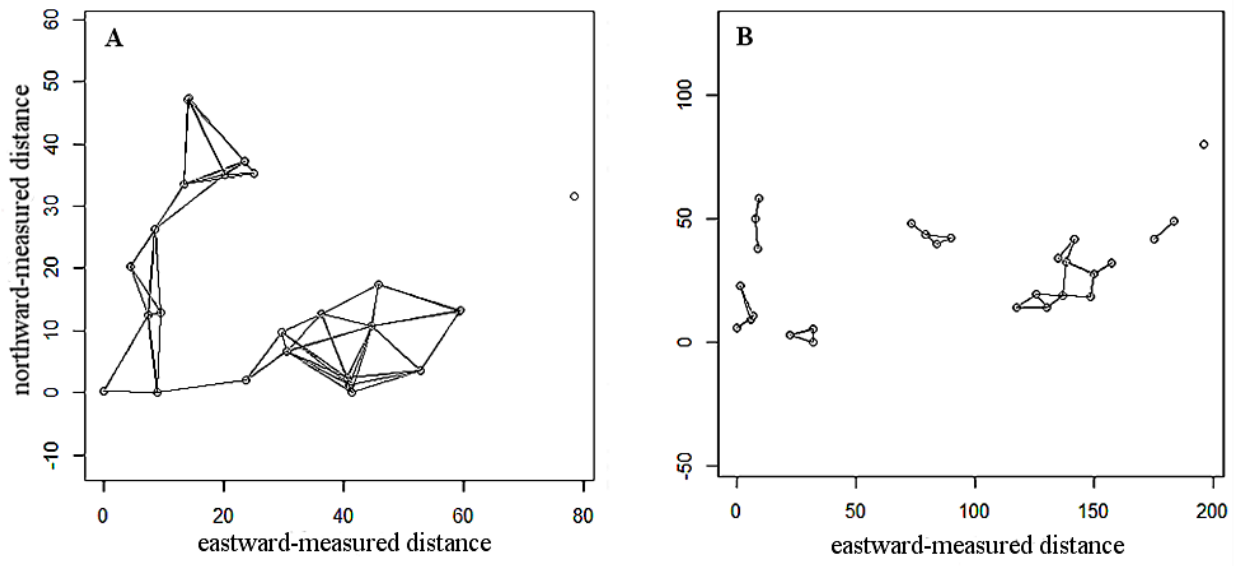 A
northward-measured distance
60
50
40
30
20
10
0
-10
0 20 40 60 80
eastward-measured distance
B
100
50
0
-50
0 50 100 150 200
eastward-measured distance